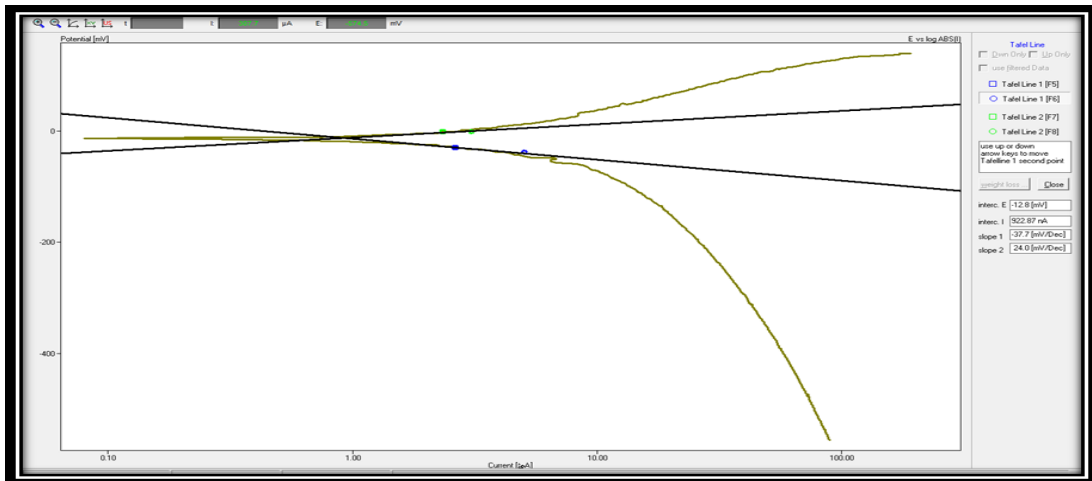 I: µA E: mV
Potential [mV] E vs log ABS(I)
Tafel Line
Dwn Only Up Only
use filtered Data
Tafel Line 1 [F5]
Tafel Line 1 [F6]
Tafel Line 2 [F7]
Tafel Line 2 [F8]
use up or down
arrow keys to move
Tafelline 1 second point
weight loss... Close
interc. E -12.8 [mV]
interc. I 922.87 nA
slope 1 -37.7 [mV/Dec]
slope 2 24.0 [mV/Dec]
0
-200
-400
0.10 1.00 10.00 100.00
Current [µA]